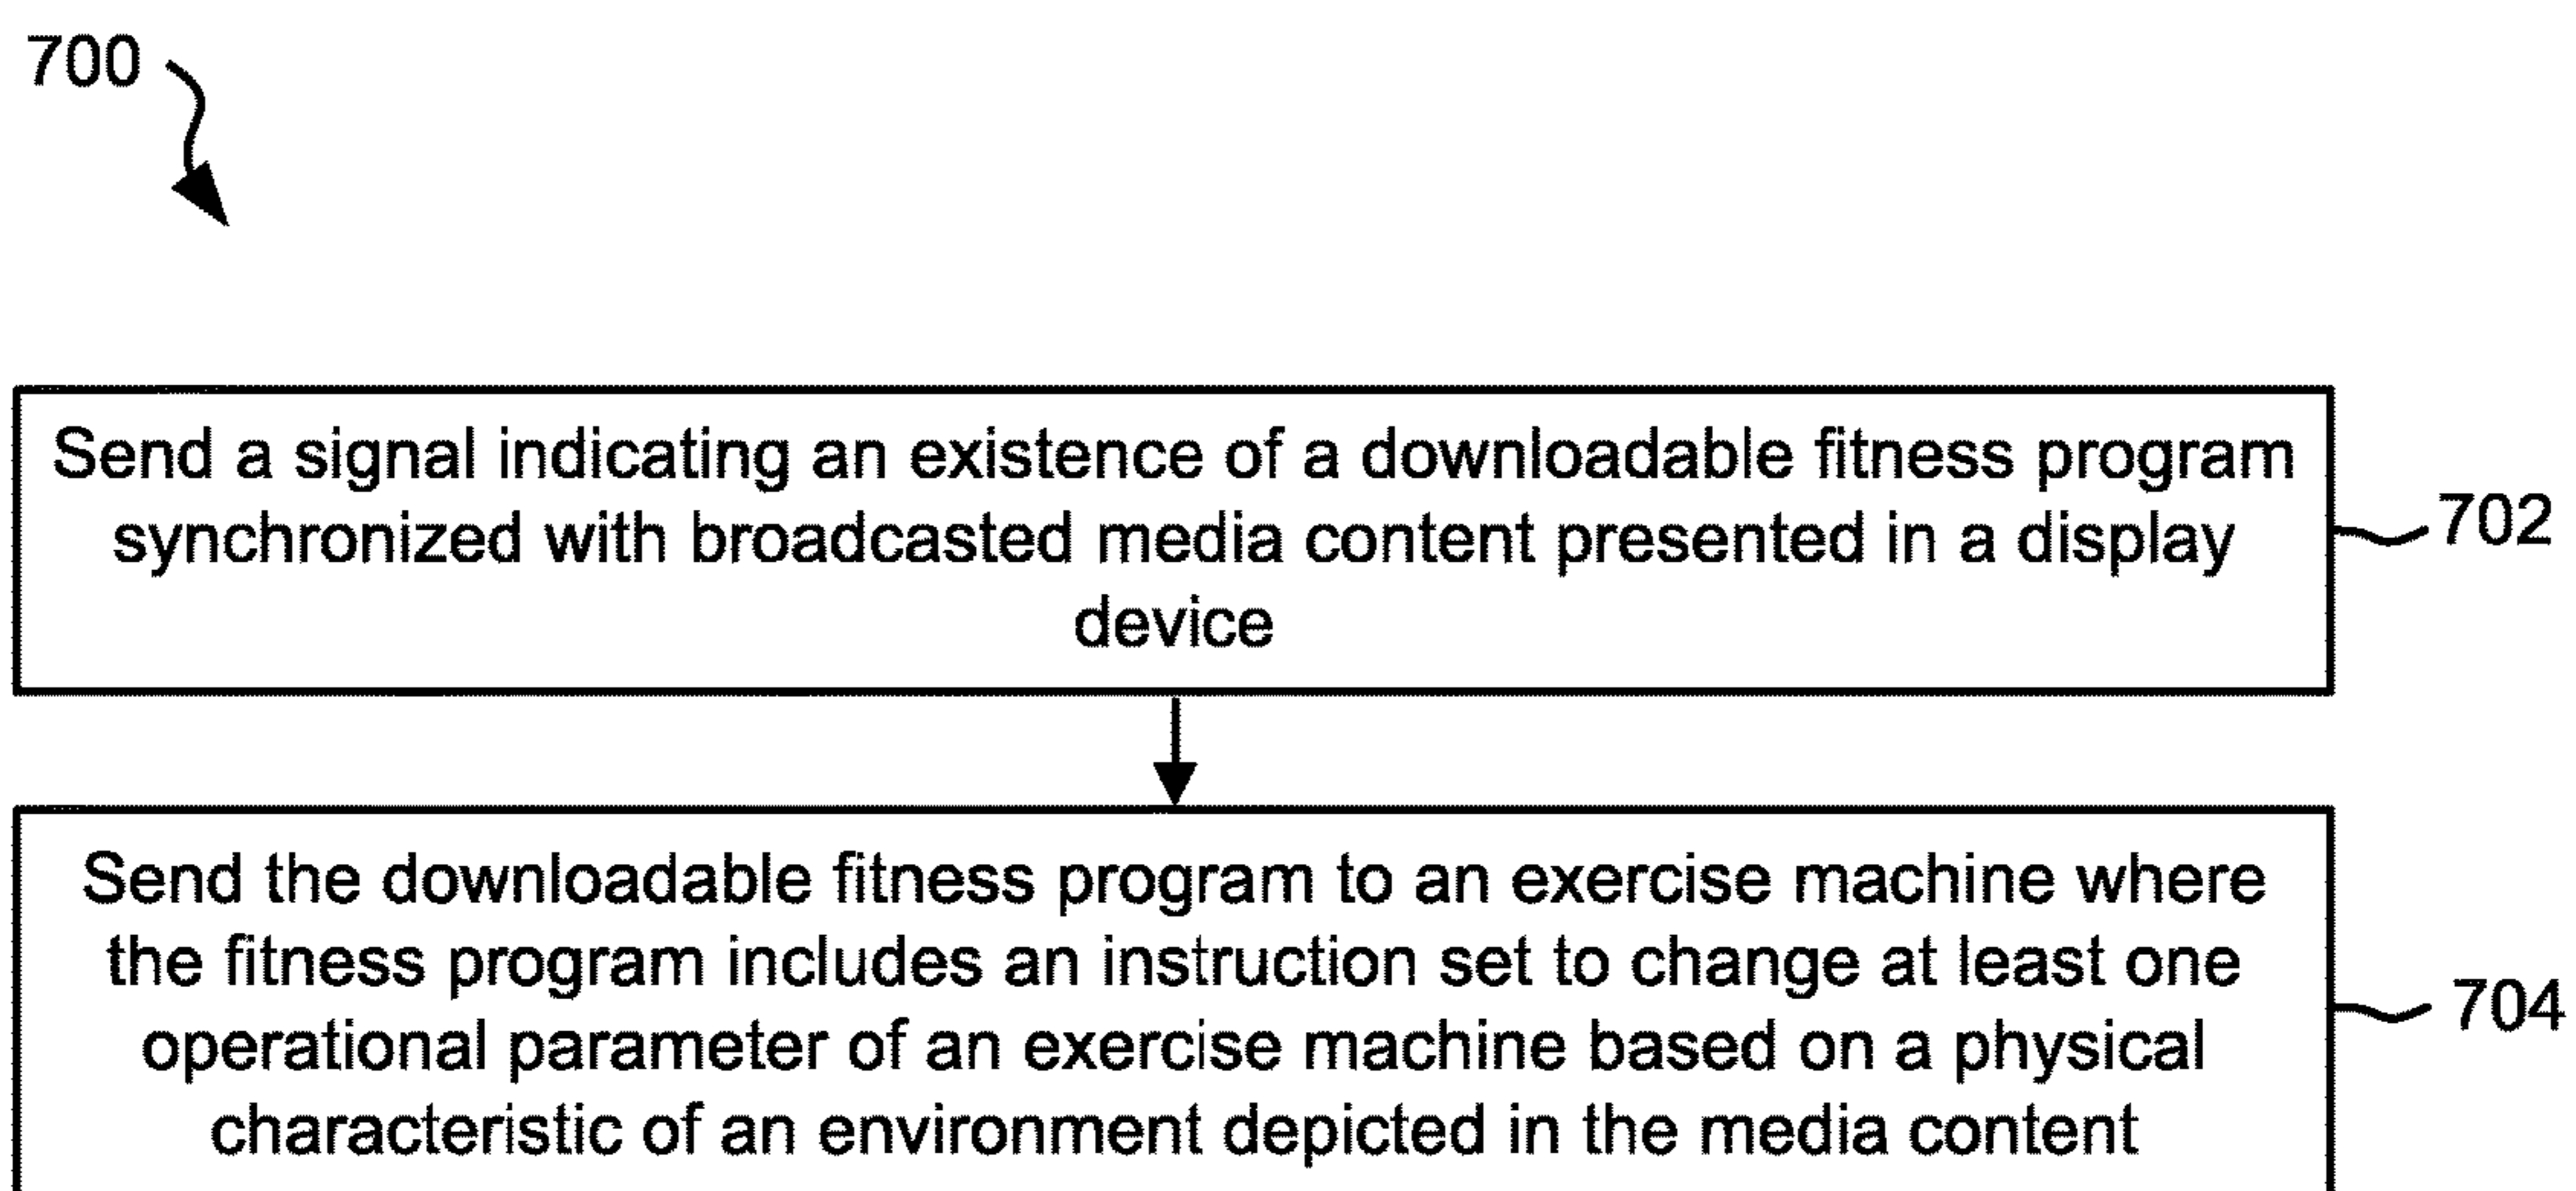 700
Send a signal indicating an existence of a downloadable fitness program
synchronized with broadcasted media content presented in a display
device
702
Send the downloadable fitness program to an exercise machine where
the fitness program includes an instruction set to change at least one
operational parameter of an exercise machine based on a physical
characteristic of an environment depicted in the media content
704